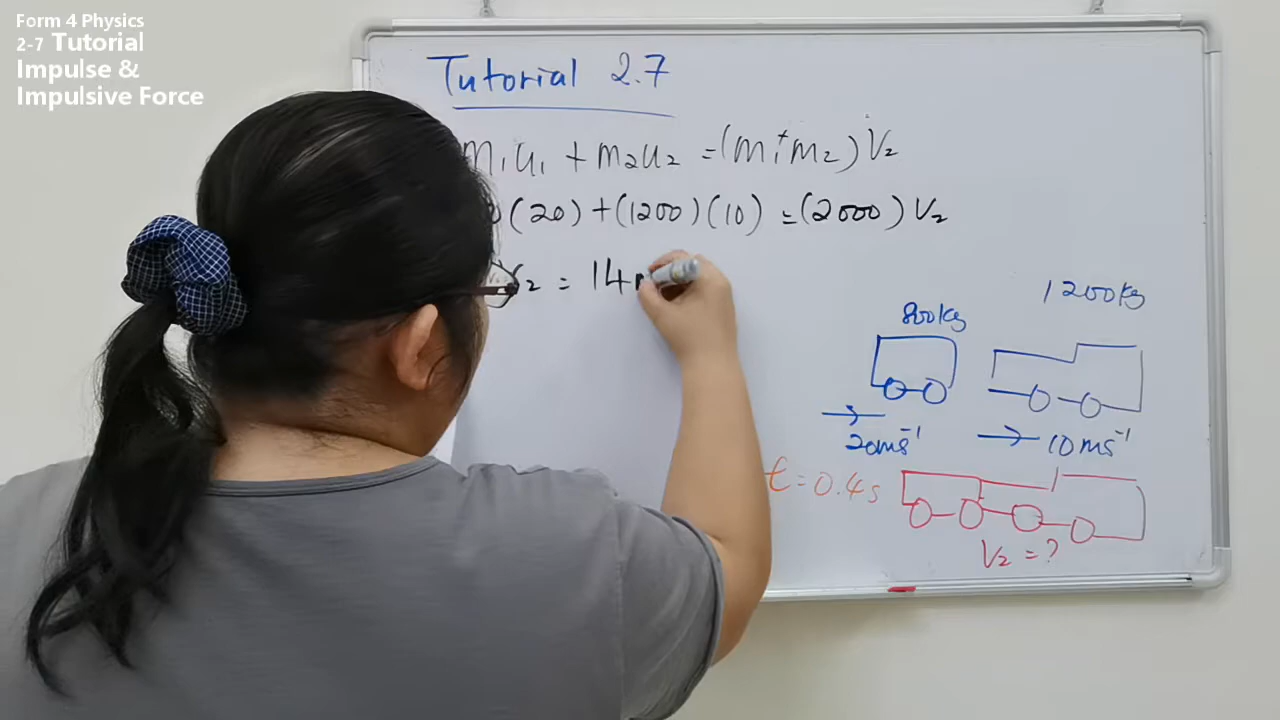 Form 4 Physics
2-7 Tutorial
Impulse &
Impulsive Force
Tutorial 2.7
m₁u₁ + m₂u₂ = (m₁+m₂) V₂
(20) + (1200)(10) = (2000) V₂
V₂ = 14
1200kg
800kg
20ms⁻¹
10ms⁻¹
t = 0.4s
V₂ = ?